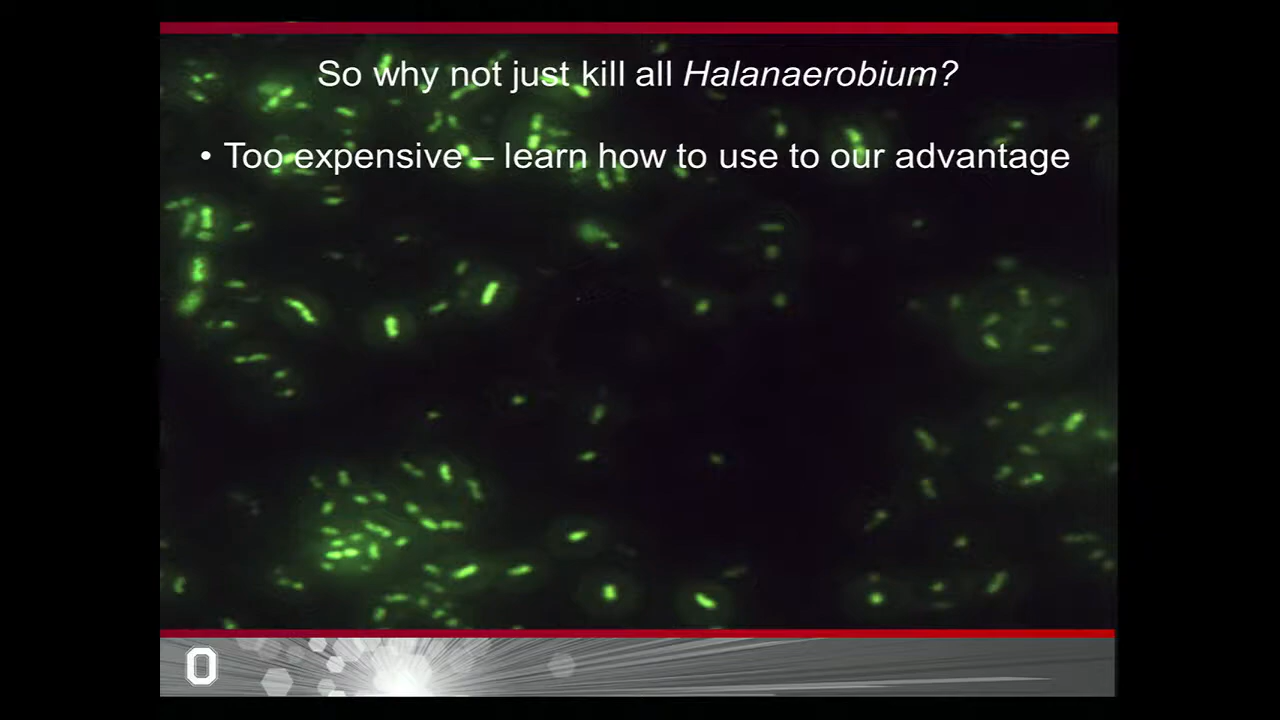 So why not just kill all Halanaerobium?
• Too expensive – learn how to use to our advantage
O